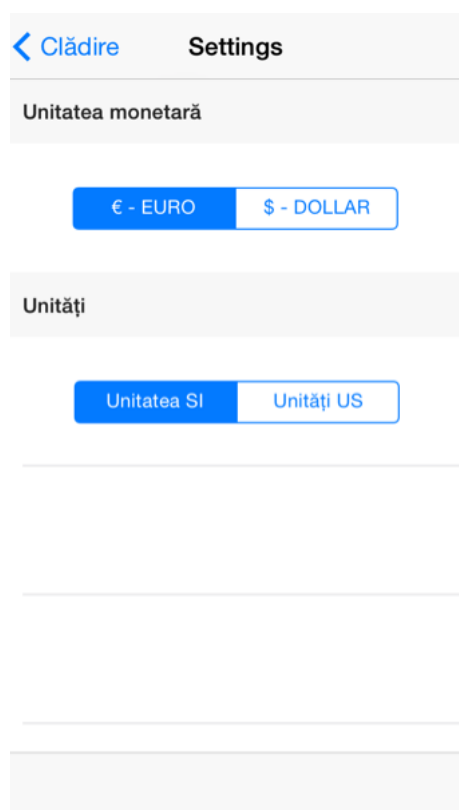 Clădire Settings
Unitatea monetară
€ - EURO $ - DOLLAR
Unități
Unitatea SI Unități US